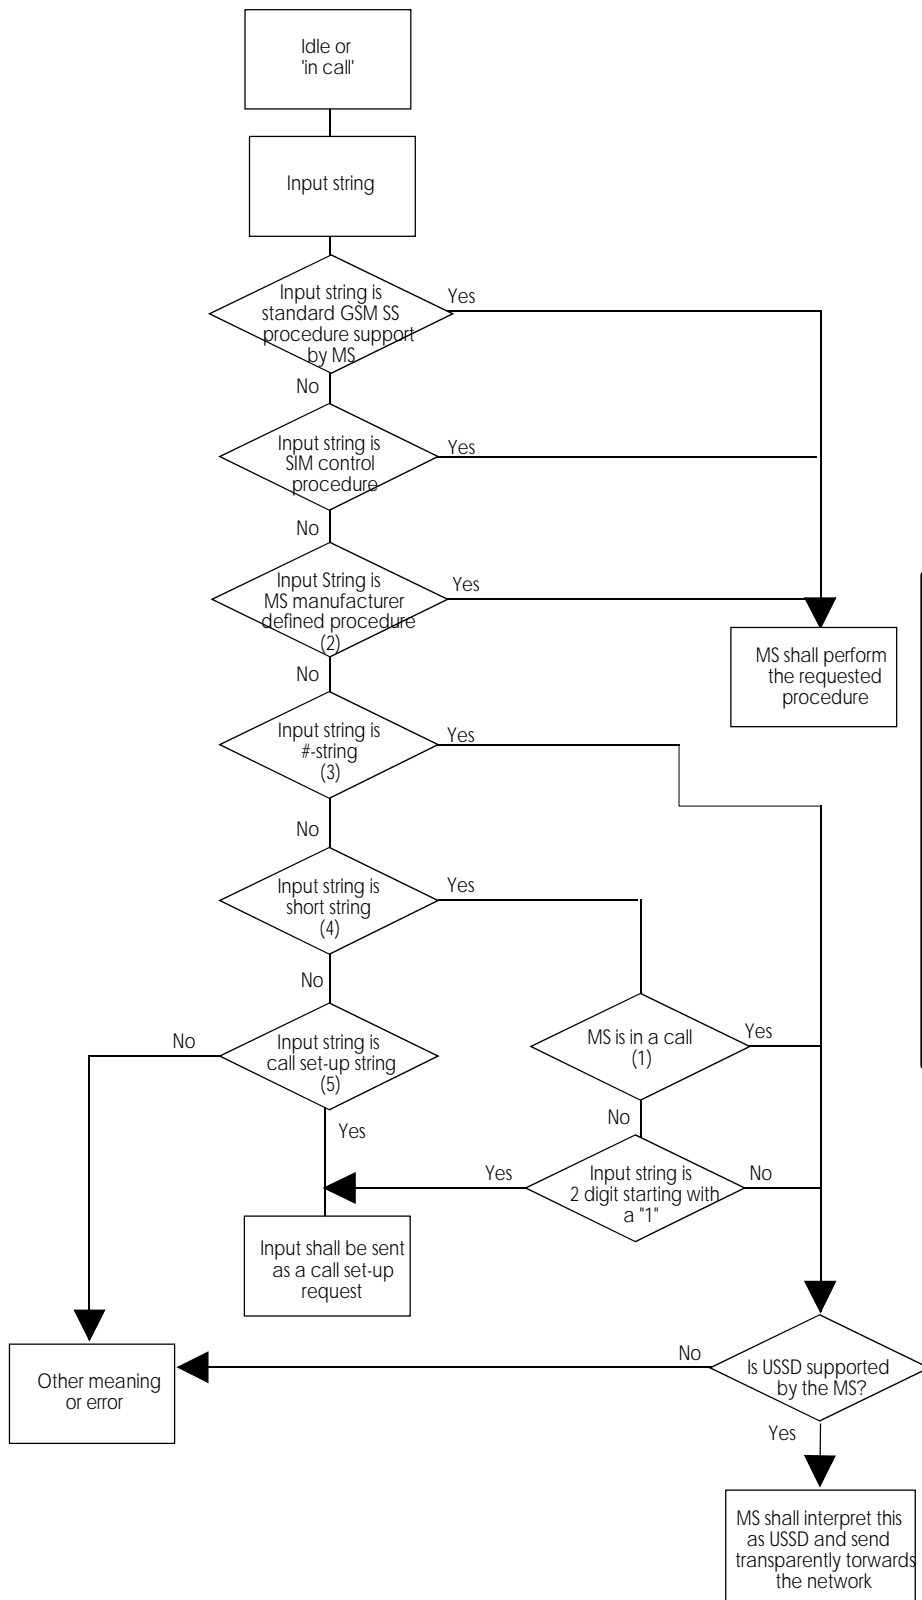 Idle or
'in call'
Input string
Input string is
standard GSM SS
procedure support
by MS
Yes
No
Input string is
SIM control
procedure
Yes
No
Input String is
MS manufacturer
defined procedure
(2)
Yes
No
MS shall perform
the requested
procedure
Input string is
#-string
(3)
Yes
No
Input string is
short string
(4)
Yes
No
MS is in a call
(1)
Yes
No
Input string is
call set-up string
(5)
No
Yes
Input string is
2 digit starting with
a "1"
Yes
No
Input shall be sent
as a call set-up
request
Other meaning
or error
Is USSD supported
by the MS?
No
Yes
MS shall interpret this
as USSD and send
transparently torwards
the network